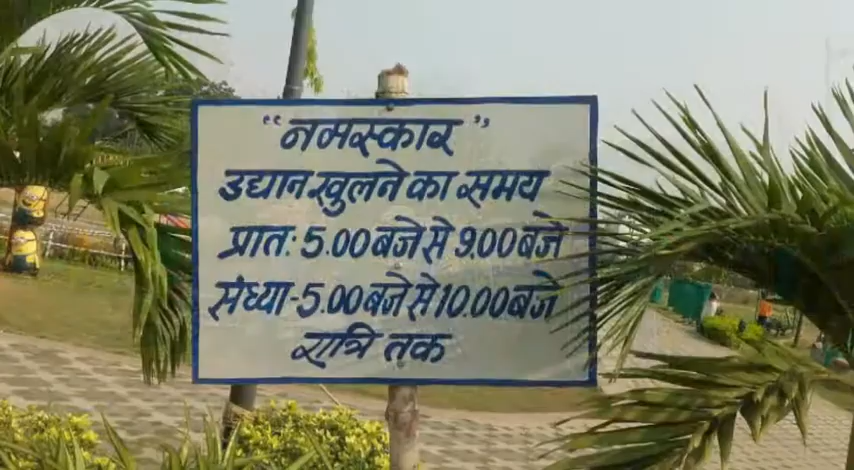 “नमस्कार”
उद्यान खुलने का समय
प्रातः 5.00 बजे से 9.00 बजे
संध्या-5.00 बजे से 10.00 बजे
रात्रि तक